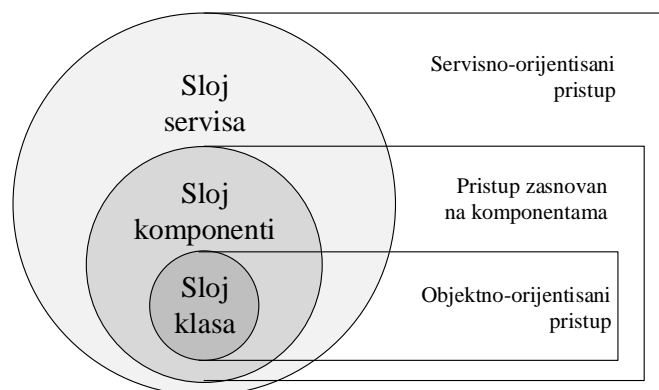 Sloj
servisa
Servisno-orijentisani
pristup
Sloj
komponenti
Pristup zasnovan
na komponentama
Sloj
klasa
Objektno-orijentisani
pristup